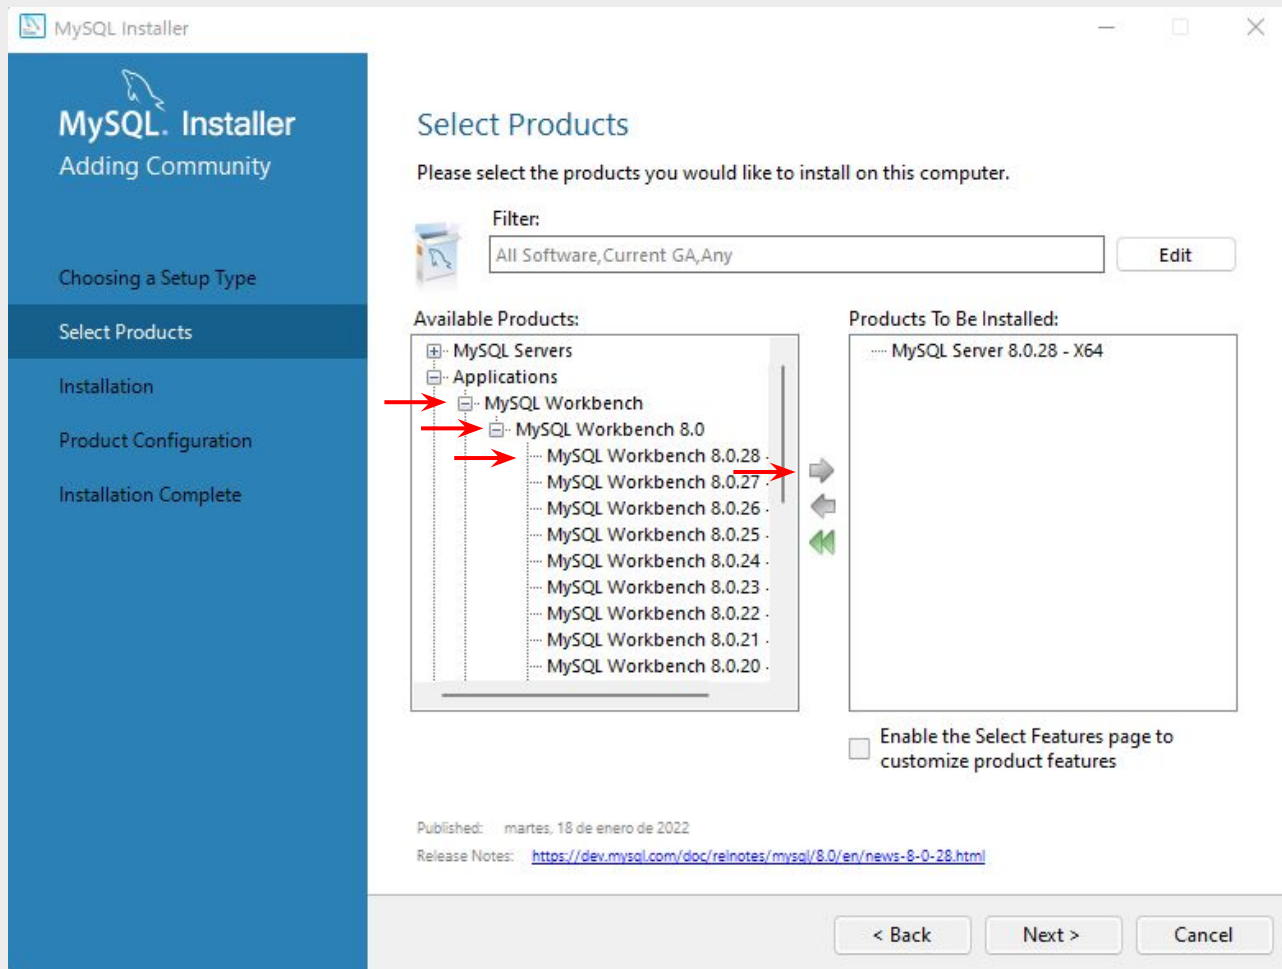 MySQL Installer
MySQL. Installer
Adding Community
Choosing a Setup Type
Select Products
Installation
Product Configuration
Installation Complete
Select Products
Please select the products you would like to install on this computer.
Filter:
All Software,Current GA,Any
Edit
Available Products:
MySQL Servers
Applications
MySQL Workbench
MySQL Workbench 8.0
MySQL Workbench 8.0.28 -
MySQL Workbench 8.0.27 -
MySQL Workbench 8.0.26 -
MySQL Workbench 8.0.25 -
MySQL Workbench 8.0.24 -
MySQL Workbench 8.0.23 -
MySQL Workbench 8.0.22 -
MySQL Workbench 8.0.21 -
MySQL Workbench 8.0.20 -
Products To Be Installed:
MySQL Server 8.0.28 - X64
Enable the Select Features page to
customize product features
Published: martes, 18 de enero de 2022
Release Notes: https://dev.mysql.com/doc/relnotes/mysql/8.0/en/news-8-0-28.html
< Back
Next >
Cancel